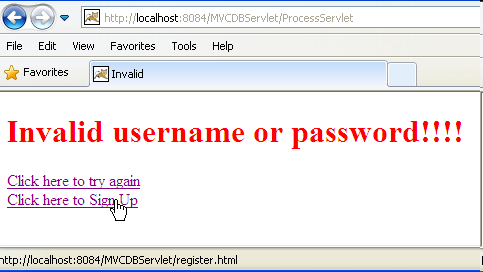 http://localhost:8084/MVCDBServlet/ProcessServlet
File Edit View Favorites Tools Help
Favorites Invalid
Invalid username or password!!!!
Click here to try again
Click here to Sign Up
http://localhost:8084/MVCDBServlet/register.html